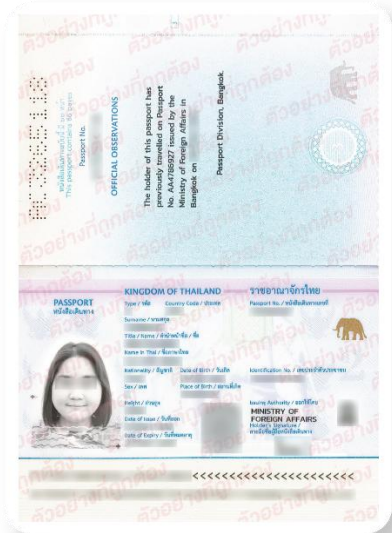 หนังสือเดินทางฉบับนี้ มี ๖๖ หน้า
This passport contains 66 pages
Passport No.
OFFICIAL OBSERVATIONS
The holder of this passport has
previously travelled on Passport
No. AA4786927 issued by the
Ministry of Foreign Affairs in
Bangkok on
Passport Division, Bangkok.
ตัวอย่างที่ถูกต้อง
PASSPORT
หนังสือเดินทาง
KINGDOM OF THAILAND
ราชอาณาจักรไทย
Type / รหัส
Country Code / ประเทศ
Passport No. / หนังสือเดินทางเลขที่
Surname / นามสกุล
Title / Name / คำนำหน้าชื่อ / ชื่อ
Name in Thai / ชื่อภาษาไทย
Nationality / สัญชาติ
Date of Birth / วันเกิด
Identification No. / เลขประจำตัวประชาชน
Sex / เพศ
Place of Birth / สถานที่เกิด
Height / ส่วนสูง
Date of Issue / วันที่ออก
Issuing Authority / ออกให้โดย
MINISTRY OF
FOREIGN AFFAIRS
Holder's Signature /
ลายมือชื่อผู้ถือหนังสือเดินทาง
Date of Expiry / วันที่หมดอายุ
<<<<<<<<<<<<<<<<<<<<<<